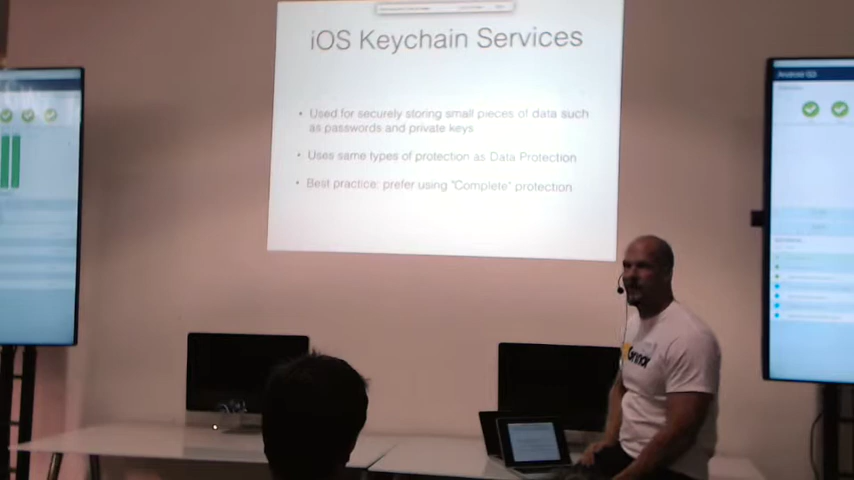 iOS Keychain Services
• Used for securely storing small pieces of data such
as passwords and private keys
• Uses same types of protection as Data Protection
• Best practice: prefer using "Complete" protection